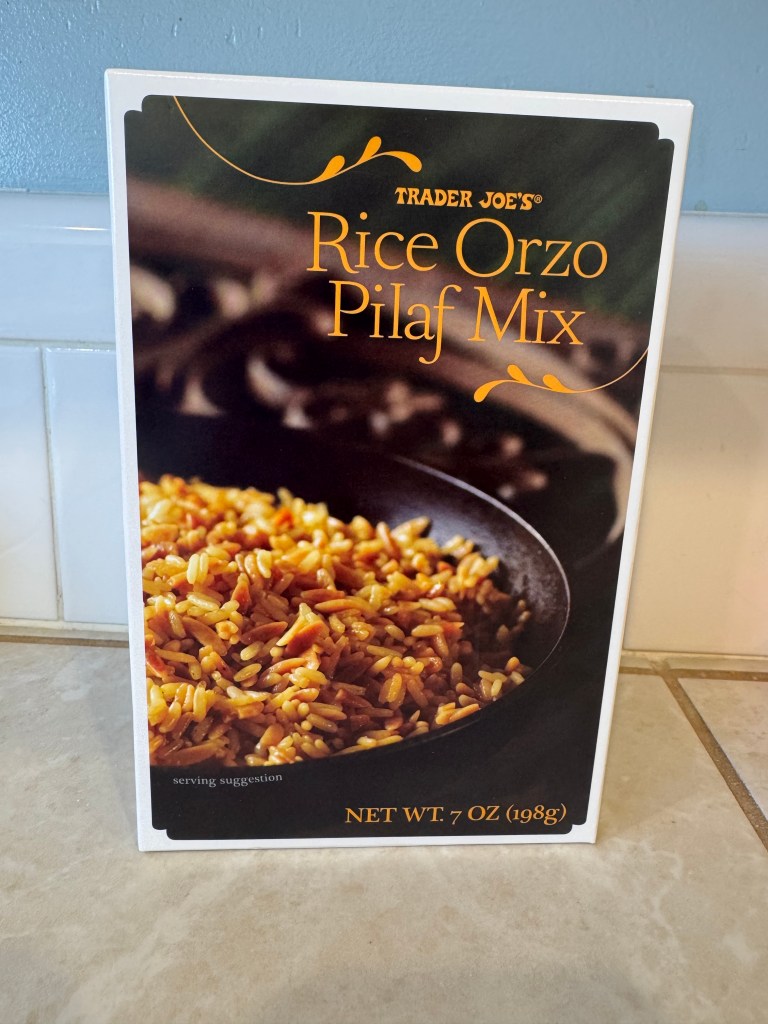 TRADER JOE'S®
Rice Orzo
Pilaf Mix
serving suggestion
NET WT. 7 OZ (198g)